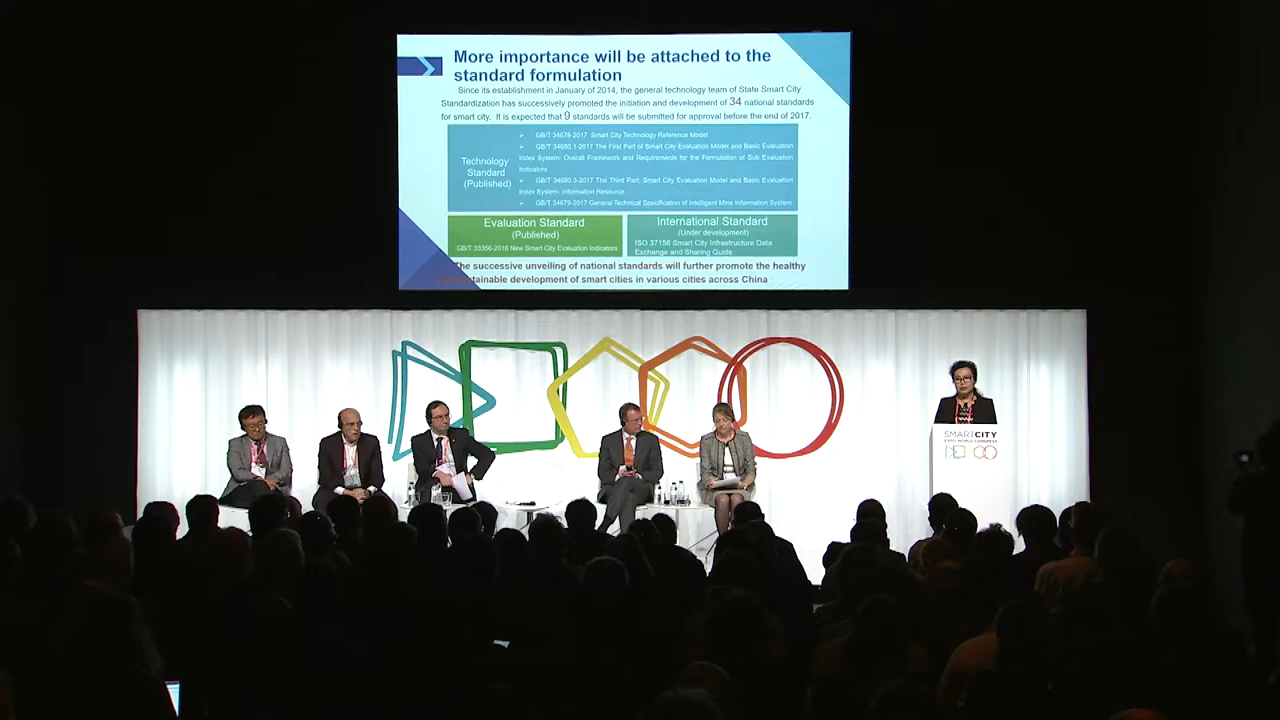 More importance will be attached to the
standard formulation
Since its establishment in January of 2014, the general technology team of State Smart City
Standardization has successively promoted the initiation and development of 34 national standards
for smart city. It is expected that 9 standards will be submitted for approval before the end of 2017.
Technology
Standard
(Published)
➢ GB/T 34678-2017 Smart City Technology Reference Model
➢ GB/T 34680.1-2017 The First Part of Smart City Evaluation Model and Basic Evaluation
Index System: Overall Framework and Requirements for the Formulation of Sub Evaluation
Indicators
➢ GB/T 34680.3-2017 The Third Part: Smart City Evaluation Model and Basic Evaluation
Index System: Information Resource
➢ GB/T 34679-2017 General Technical Specification of Intelligent Mine Information System
Evaluation Standard
(Published)
GB/T 33356-2016 New Smart City Evaluation Indicators
International Standard
(Under development)
ISO 37156 Smart City Infrastructure Data
Exchange and Sharing Guide
The successive unveiling of national standards will further promote the healthy
sustainable development of smart cities in various cities across China
SMARTCITY
EXPO WORLD CONGRESS